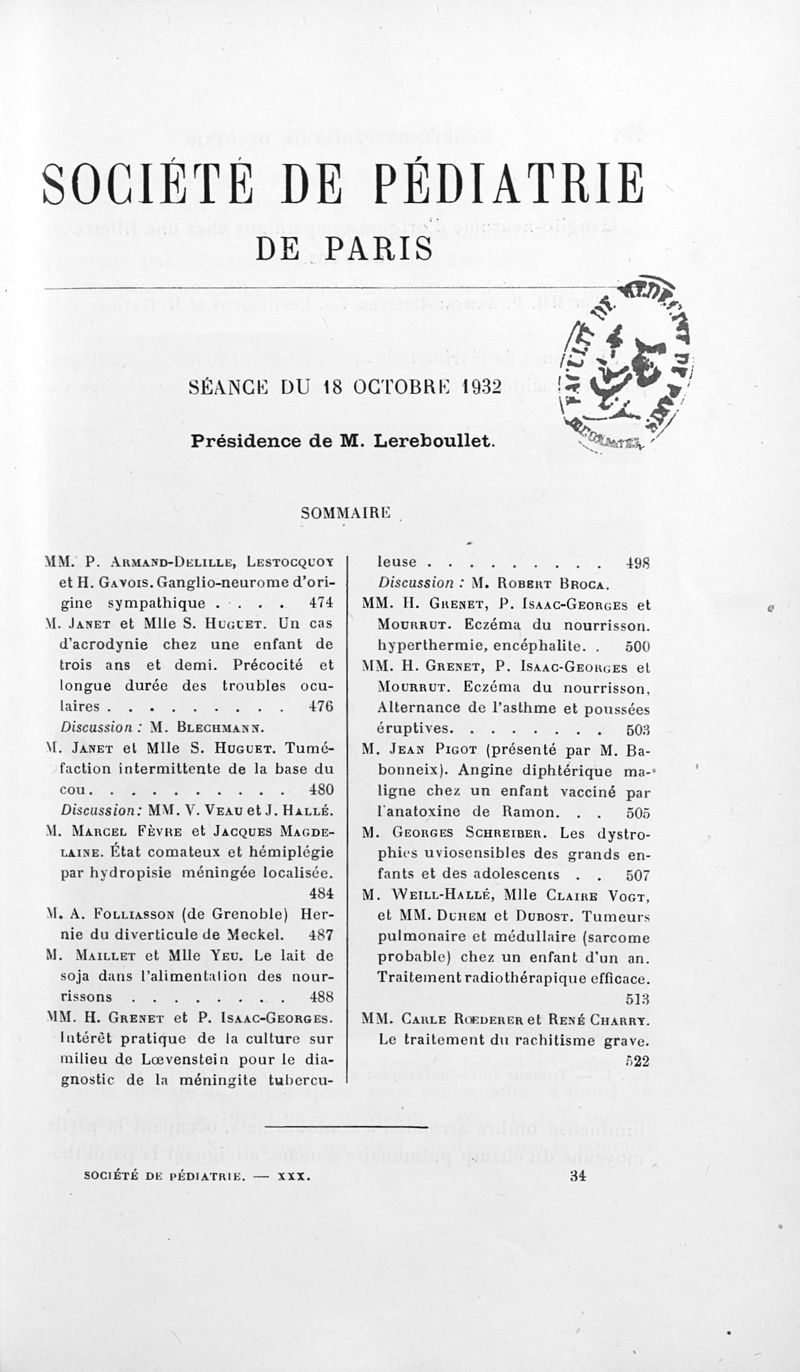 SOCIÉTÉ DE PÉDIATRIE
DE PARIS
FACULTÉ DE MEDECINE DE PARIS
SÉANCE DU 18 OCTOBRE 1932
Présidence de M. Lereboullet.
SOMMAIRE
MM. P. Armand-Delille, Lestocquoy
et H. Gavois. Ganglio-neurome d'ori-
gine sympathique . . . . 474
M. Janet et Mlle S. Huguet. Un cas
d'acrodynie chez une enfant de
trois ans et demi. Précocité et
longue durée des troubles ocu-
laires . . . . . . . . . 476
Discussion : M. Blechmann.
M. Janet et Mlle S. Huguet. Tumé-
faction intermittente de la base du
cou. . . . . . . . . . 480
Discussion : MM. V. Veau et J. Hallé.
M. Marcel Fèvre et Jacques Magde-
laine. État comateux et hémiplégie
par hydropisie méningée localisée.
484
M. A. Folliasson (de Grenoble) Her-
nie du diverticule de Meckel. 487
M. Maillet et Mlle Yeu. Le lait de
soja dans l'alimentation des nour-
rissons . . . . . . . . 488
MM. H. Grenet et P. Isaac-Georges.
Intérêt pratique de la culture sur
milieu de Lœvenstein pour le dia-
gnostic de la méningite tubercu-
leuse . . . . . . . . . 498
Discussion : M. Robert Broca.
MM. H. Grenet, P. Isaac-Georges et
Mourrut. Eczéma du nourrisson.
hyperthermie, encéphalite. . 500
MM. H. Grenet, P. Isaac-Georges et
Mourrut. Eczéma du nourrisson,
Alternance de l'asthme et poussées
éruptives. . . . . . . . 503
M. Jean Pigot (présenté par M. Ba-
bonneix). Angine diphtérique ma-
ligne chez un enfant vacciné par
l'anatoxine de Ramon. . . 505
M. Georges Schreiber. Les dystro-
phies uviosensibles des grands en-
fants et des adolescents . . 507
M. Weill-Hallé, Mlle Claire Vogt,
et MM. Duhem et Dubost. Tumeurs
pulmonaire et médullaire (sarcome
probable) chez un enfant d'un an.
Traitement radiothérapique efficace.
513
MM. Carle Rœderer et René Charry.
Le traitement du rachitisme grave.
522
SOCIÉTÉ DE PÉDIATRIE. — XXX. 34